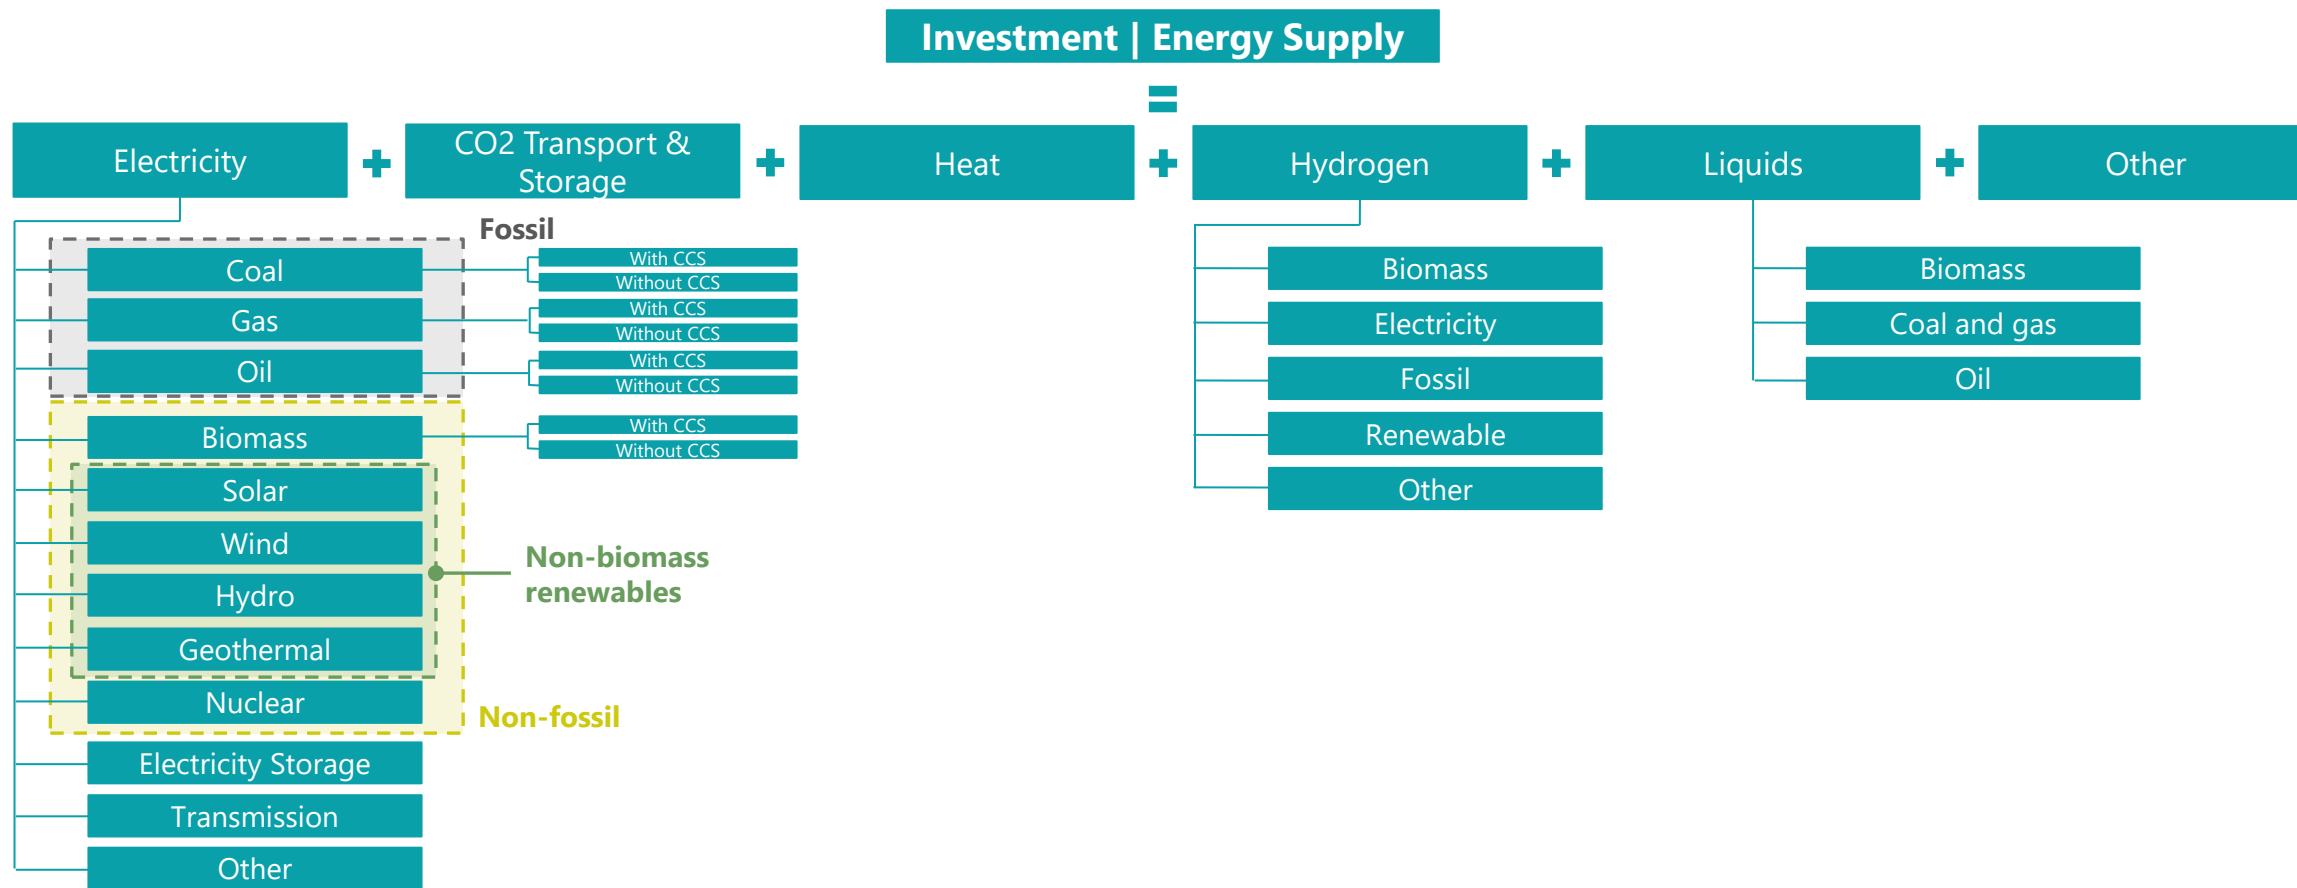 Investment | Energy Supply
=
Electricity + CO2 Transport & Storage + Heat + Hydrogen + Liquids + Other
Fossil
Coal
With CCS
Without CCS
Gas
With CCS
Without CCS
Oil
With CCS
Without CCS
Biomass
With CCS
Without CCS
Solar
Wind
Hydro
Geothermal
Non-biomass
renewables
Nuclear
Non-fossil
Electricity Storage
Transmission
Other
Biomass
Electricity
Fossil
Renewable
Other
Biomass
Coal and gas
Oil